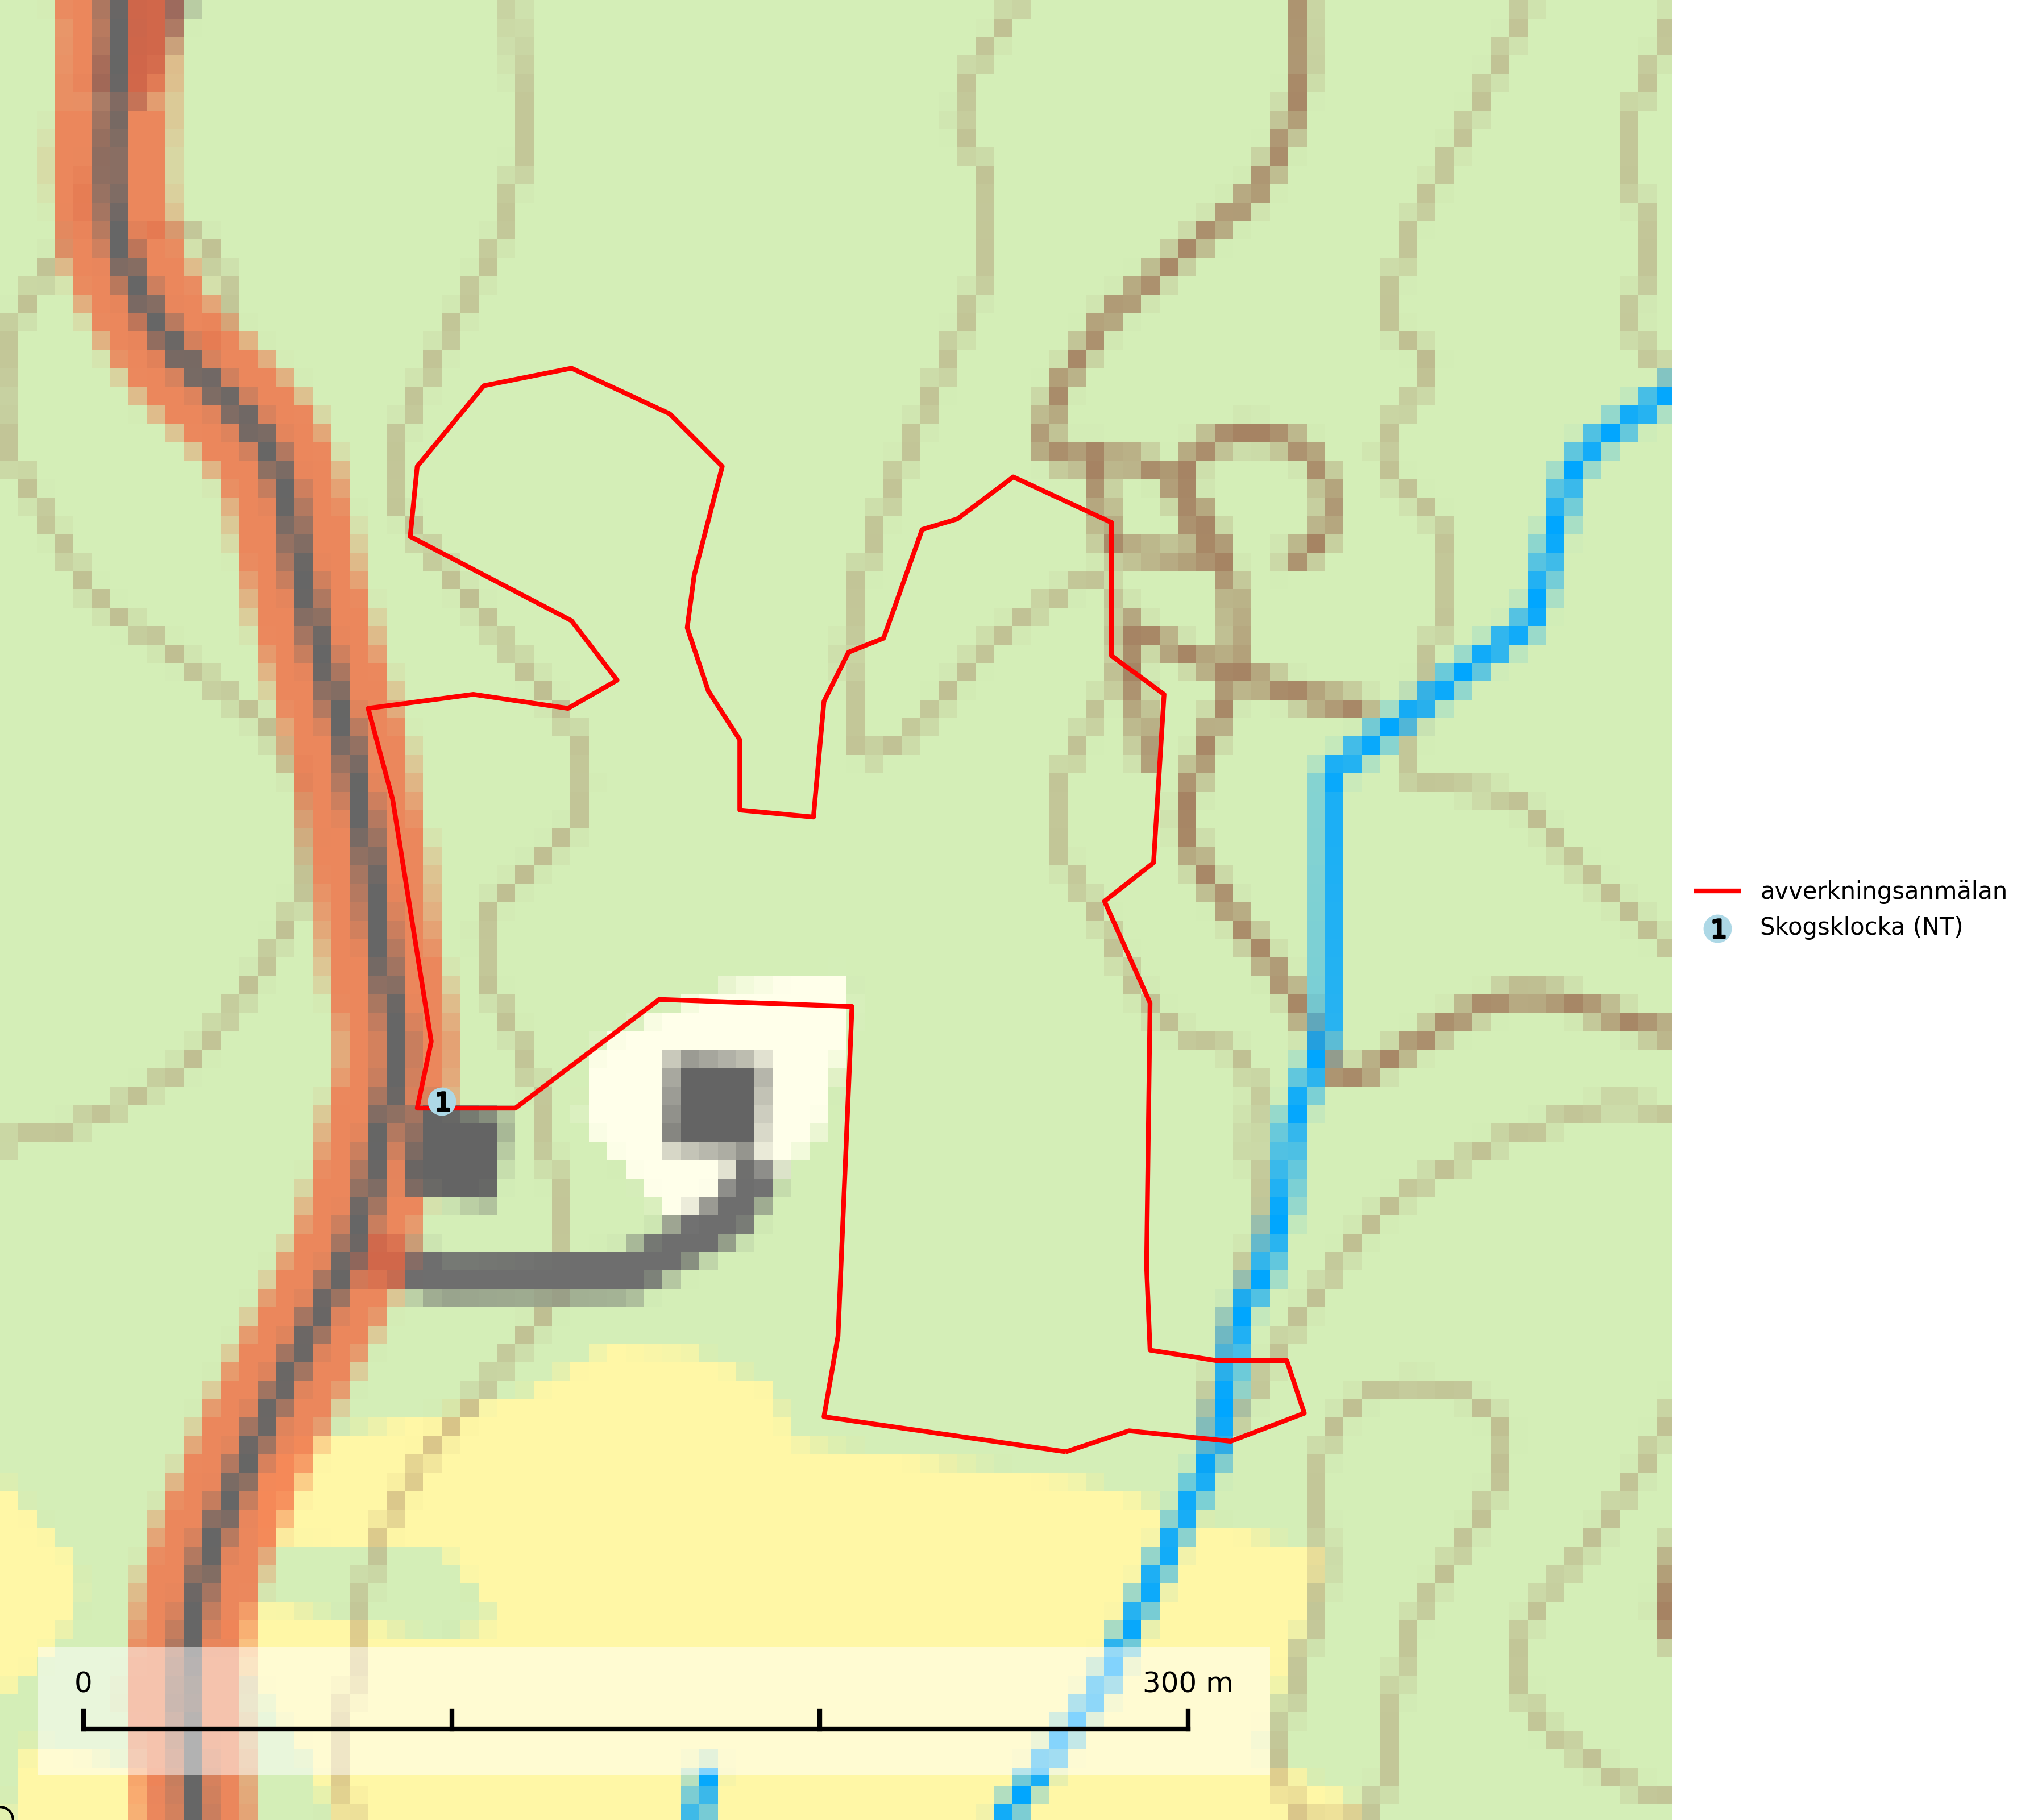 avverkningsanmälan
1 Skogsklocka (NT)
1
0 300 m